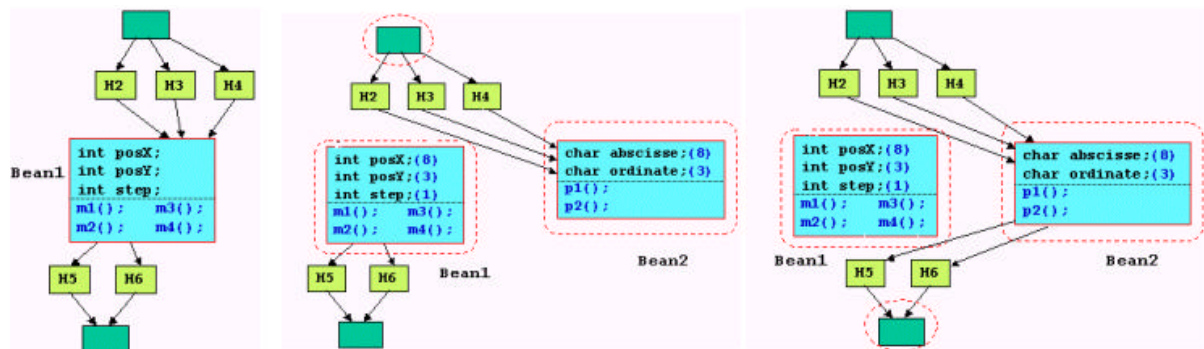 H2 H3 H4
Bean1
int posX;
int posY;
int step;
m1(); m3();
m2(); m4();
H5 H6
H2 H3 H4
int posX;(8)
int posY;(3)
int step;(1)
m1(); m3();
m2(); m4();
char abscisse;(8)
char ordinate;(3)
p1();
p2();
Bean1
Bean2
H5 H6
H2 H3 H4
int posX;(8)
int posY;(3)
int step;(1)
m1(); m3();
m2(); m4();
char abscisse;(8)
char ordinate;(3)
p1();
p2();
Bean1
Bean2
H5 H6